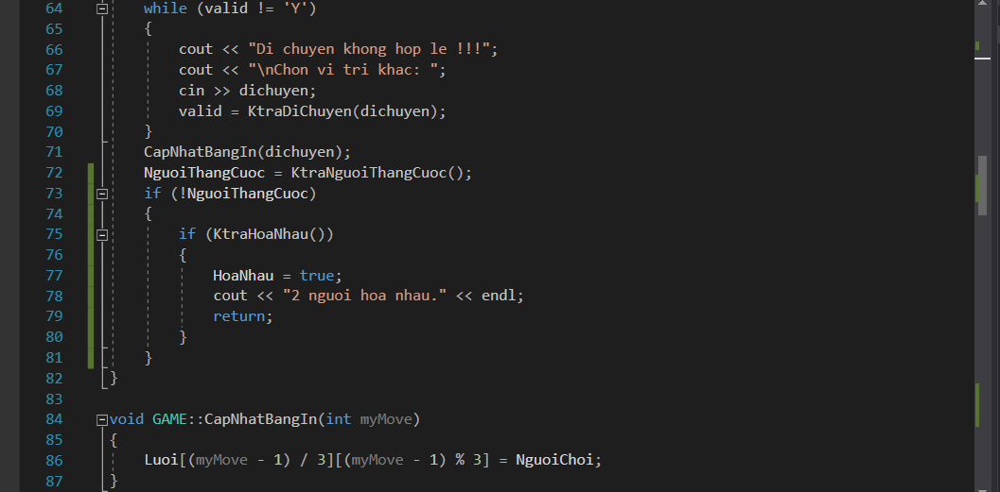 64 while (valid != 'Y')
65 {
66 cout << "Di chuyen khong hop le !!!";
67 cout << "\nChon vi tri khac: ";
68 cin >> dichuyen;
69 valid = KtraDiChuyen(dichuyen);
70 }
71 CapNhatBangIn(dichuyen);
72 NguoiThangCuoc = KtraNguoiThangCuoc();
73 if (!NguoiThangCuoc)
74 {
75 if (KtraHoaNhau())
76 {
77 HoaNhau = true;
78 cout << "2 nguoi hoa nhau." << endl;
79 return;
80 }
81 }
82 }
83
84 void GAME::CapNhatBangIn(int myMove)
85 {
86 Luoi[(myMove - 1) / 3][(myMove - 1) % 3] = NguoiChoi;
87 }